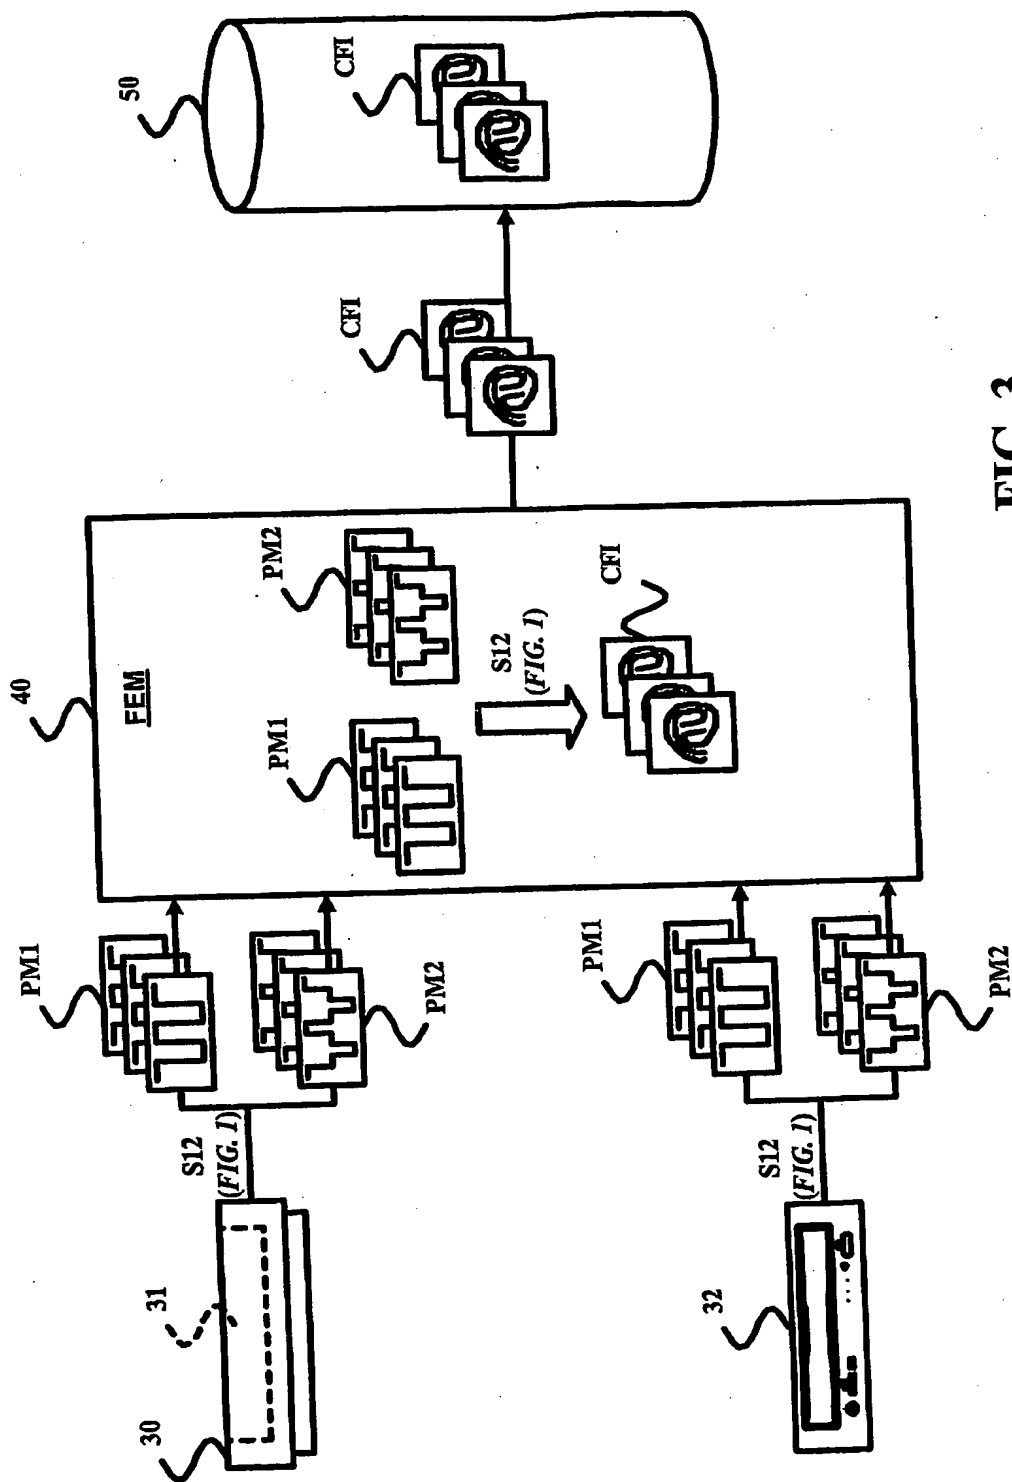 40
PM1
50
FEM
30
31
S12
(FIG. 1)
PM2
PM1
CFI
CFI
PM2
S12
(FIG. 1)
PM1
CFI
32
S12
(FIG. 1)
PM2
FIG.